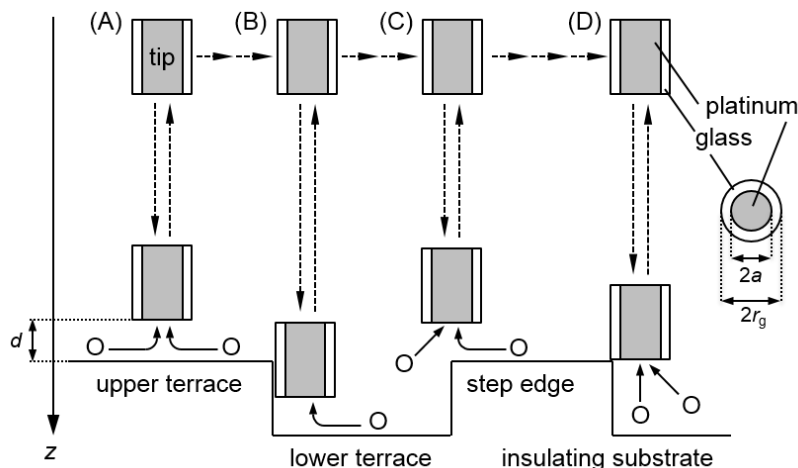 (A) (B) (C) (D)
tip
platinum
glass
2a
2rg
d
O O O O O
upper terrace step edge
O O
z
lower terrace insulating substrate